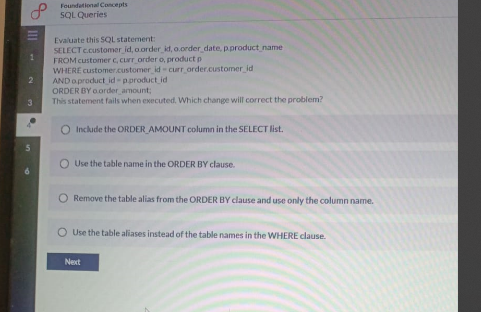 Foundational Concepts
SQL Queries
Evaluate this SQL statement:
SELECT c.customer_id, o.order_id, o.order_date, p.product_name
FROM customer c, curr_order o, product p
WHERE customer.customer_id = curr_order.customer_id
AND o.product_id = p.product_id
ORDER BY o.order_amount;
This statement fails when executed. Which change will correct the problem?
1
2
3
4
5
6
Include the ORDER_AMOUNT column in the SELECT list.
Use the table name in the ORDER BY clause.
Remove the table alias from the ORDER BY clause and use only the column name.
Use the table aliases instead of the table names in the WHERE clause.
Next